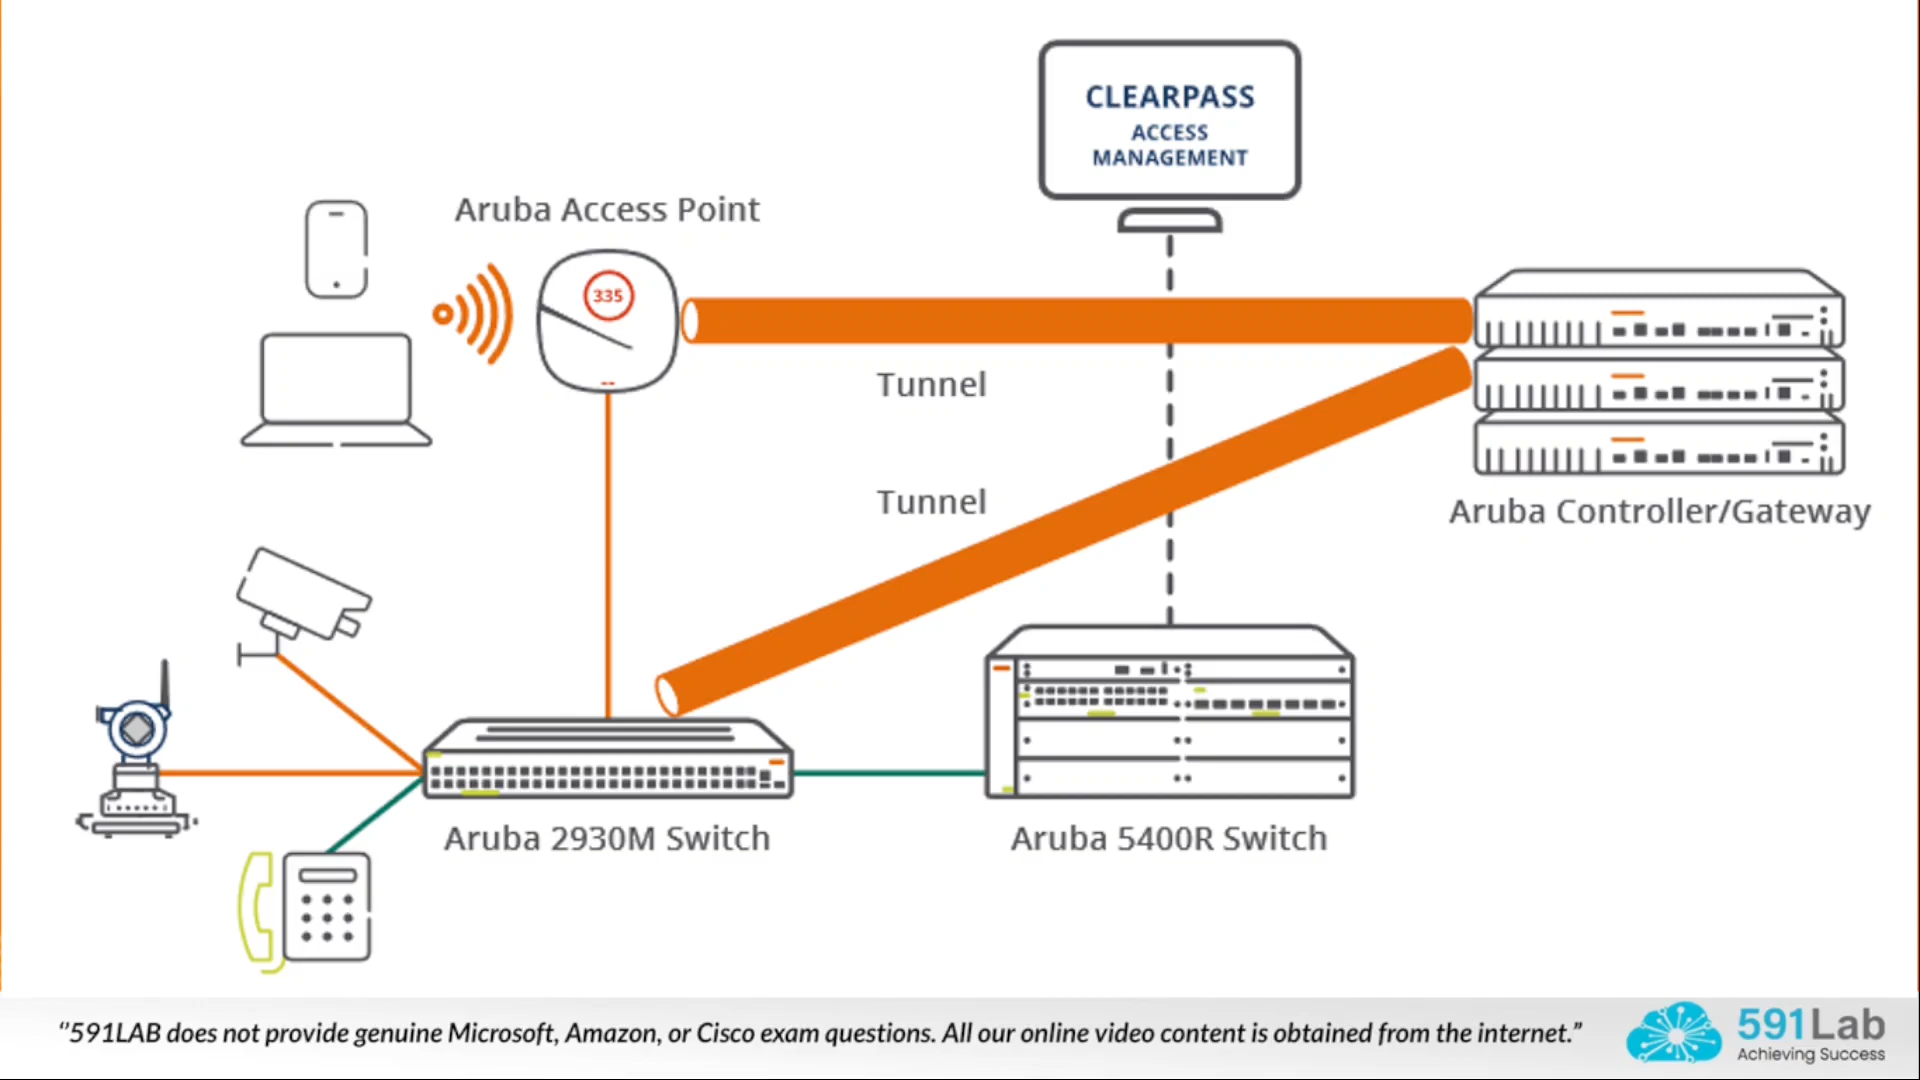 CLEARPASS
ACCESS
MANAGEMENT
Aruba Access Point
335
Tunnel
Tunnel
Aruba Controller/Gateway
Aruba 2930M Switch
Aruba 5400R Switch
‘’591LAB does not provide genuine Microsoft, Amazon, or Cisco exam questions. All our online video content is obtained from the internet.”
591Lab
Achieving Success